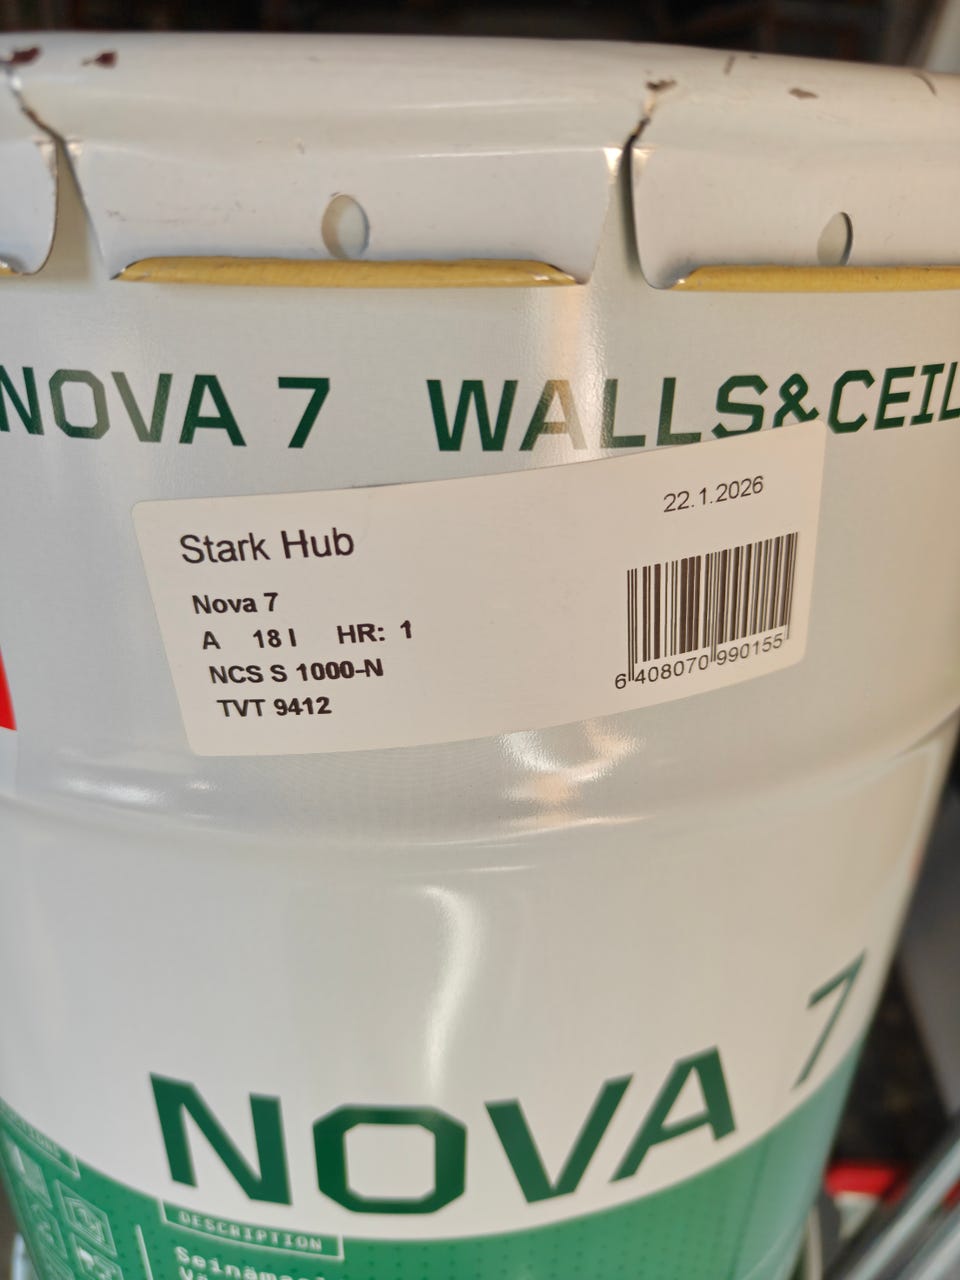 NOVA 7 WALLS&CEIL
22.1.2026
Stark Hub
Nova 7
A 18 l HR: 1
NCS S 1000-N
TVT 9412
6 408070 990155
NOVA 7
DESCRIPTION